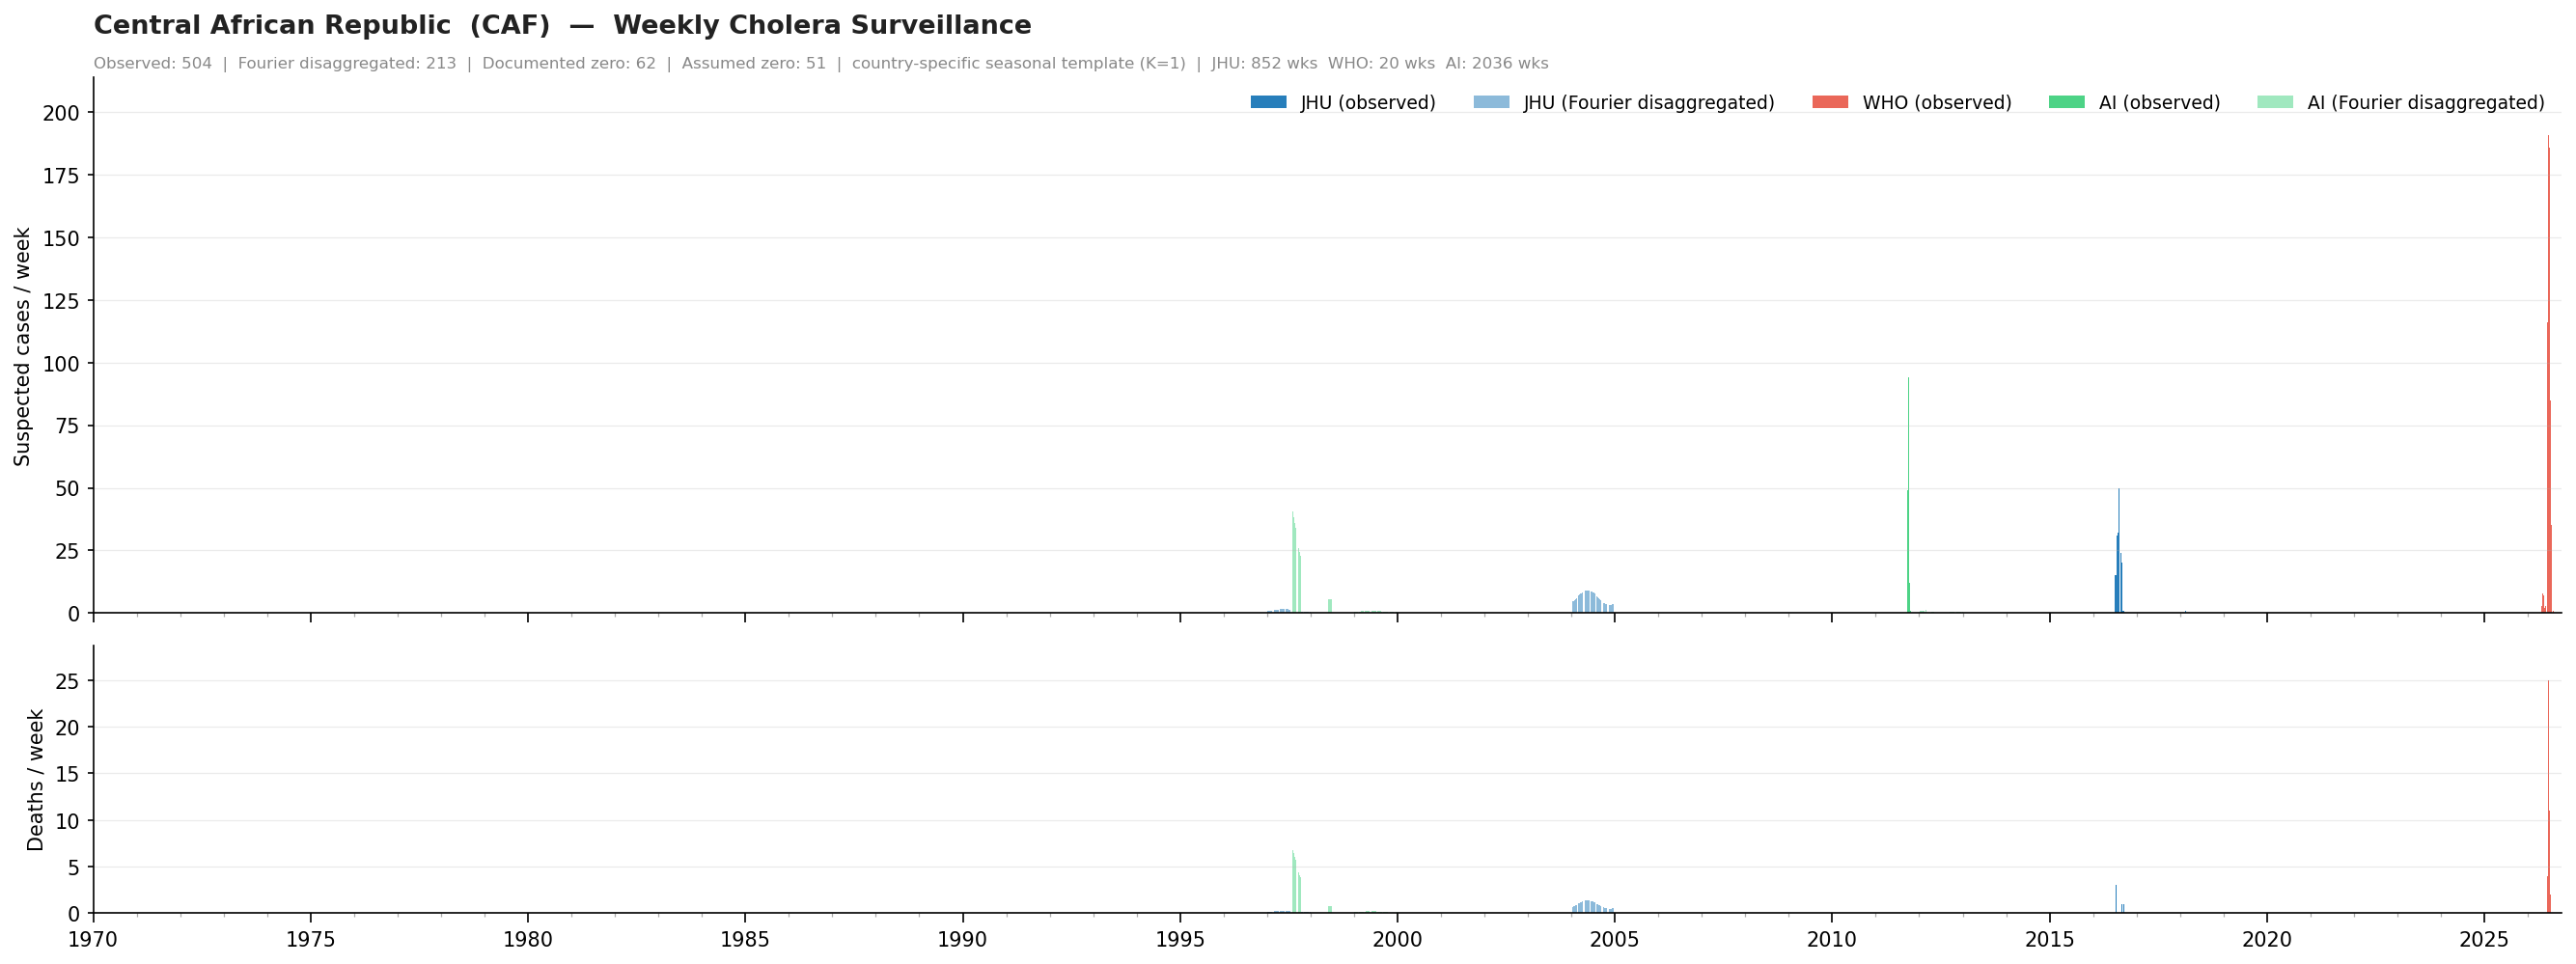 Central African Republic  (CAF)  —  Weekly Cholera Surveillance
Observed: 504  |  Fourier disaggregated: 213  |  Documented zero: 62  |  Assumed zero: 51  |  country-specific seasonal template (K=1)  |  JHU: 852 wks  WHO: 20 wks  AI: 2036 wks
JHU (observed)  JHU (Fourier disaggregated)  WHO (observed)  AI (observed)  AI (Fourier disaggregated)
Suspected cases / week
200
175
150
125
100
75
50
25
0
Deaths / week
25
20
15
10
5
0
1970  1975  1980  1985  1990  1995  2000  2005  2010  2015  2020  2025